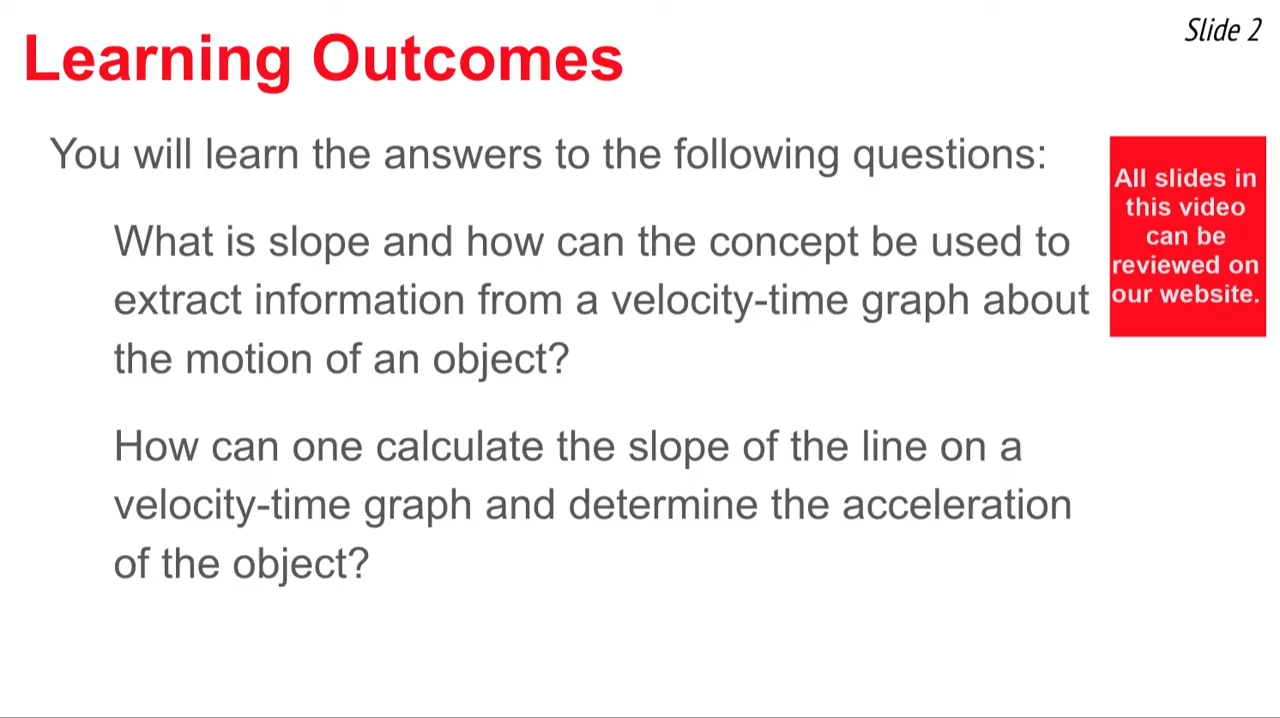 Slide 2
Learning Outcomes
You will learn the answers to the following questions:
What is slope and how can the concept be used to
extract information from a velocity-time graph about
the motion of an object?
How can one calculate the slope of the line on a
velocity-time graph and determine the acceleration
of the object?
All slides in
this video
can be
reviewed on
our website.